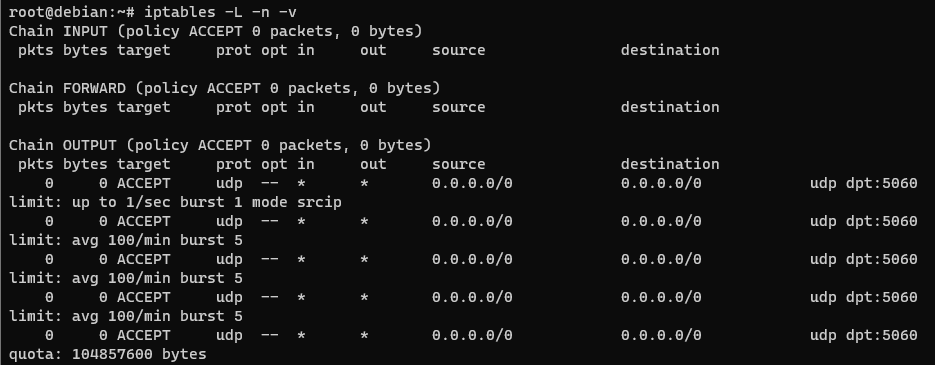 root@debian:~# iptables -L -n -v
Chain INPUT (policy ACCEPT 0 packets, 0 bytes)
 pkts bytes target     prot opt in     out     source               destination

Chain FORWARD (policy ACCEPT 0 packets, 0 bytes)
 pkts bytes target     prot opt in     out     source               destination

Chain OUTPUT (policy ACCEPT 0 packets, 0 bytes)
 pkts bytes target     prot opt in     out     source               destination
    0     0 ACCEPT     udp  --  *      *       0.0.0.0/0            0.0.0.0/0            udp dpt:5060
limit: up to 1/sec burst 1 mode srcip
    0     0 ACCEPT     udp  --  *      *       0.0.0.0/0            0.0.0.0/0            udp dpt:5060
limit: avg 100/min burst 5
    0     0 ACCEPT     udp  --  *      *       0.0.0.0/0            0.0.0.0/0            udp dpt:5060
limit: avg 100/min burst 5
    0     0 ACCEPT     udp  --  *      *       0.0.0.0/0            0.0.0.0/0            udp dpt:5060
limit: avg 100/min burst 5
    0     0 ACCEPT     udp  --  *      *       0.0.0.0/0            0.0.0.0/0            udp dpt:5060
quota: 104857600 bytes